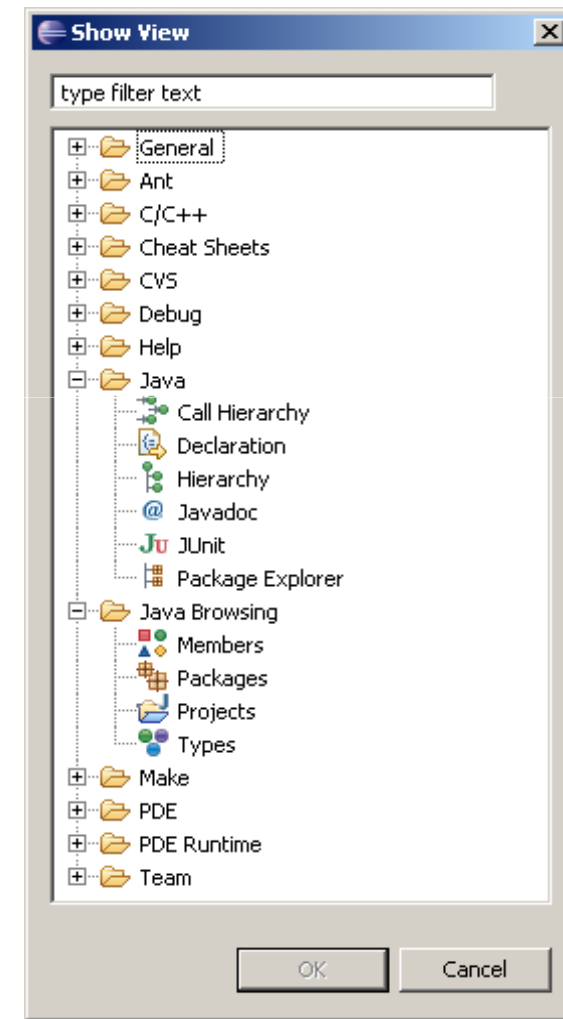 Show View
type filter text
General
Ant
C/C++
Cheat Sheets
CVS
Debug
Help
Java
Call Hierarchy
Declaration
Hierarchy
@ Javadoc
Ju JUnit
Package Explorer
Java Browsing
Members
Packages
Projects
Types
Make
PDE
PDE Runtime
Team
OK
Cancel